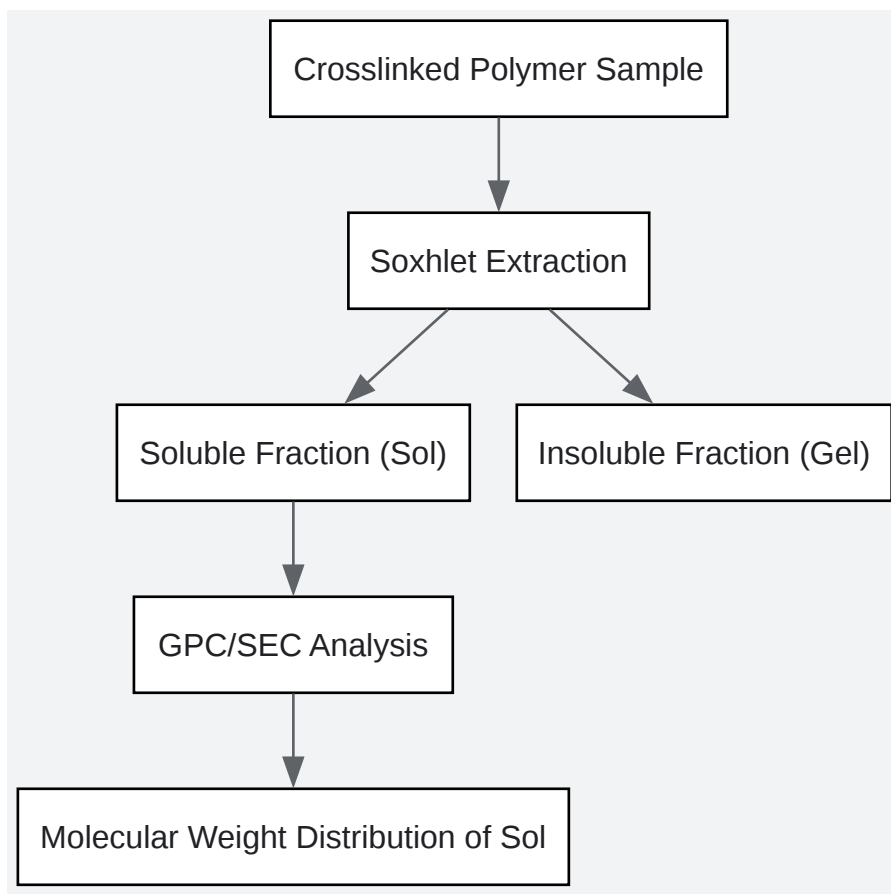 Crosslinked Polymer Sample
Soxhlet Extraction
Soluble Fraction (Sol)
Insoluble Fraction (Gel)
GPC/SEC Analysis
Molecular Weight Distribution of Sol